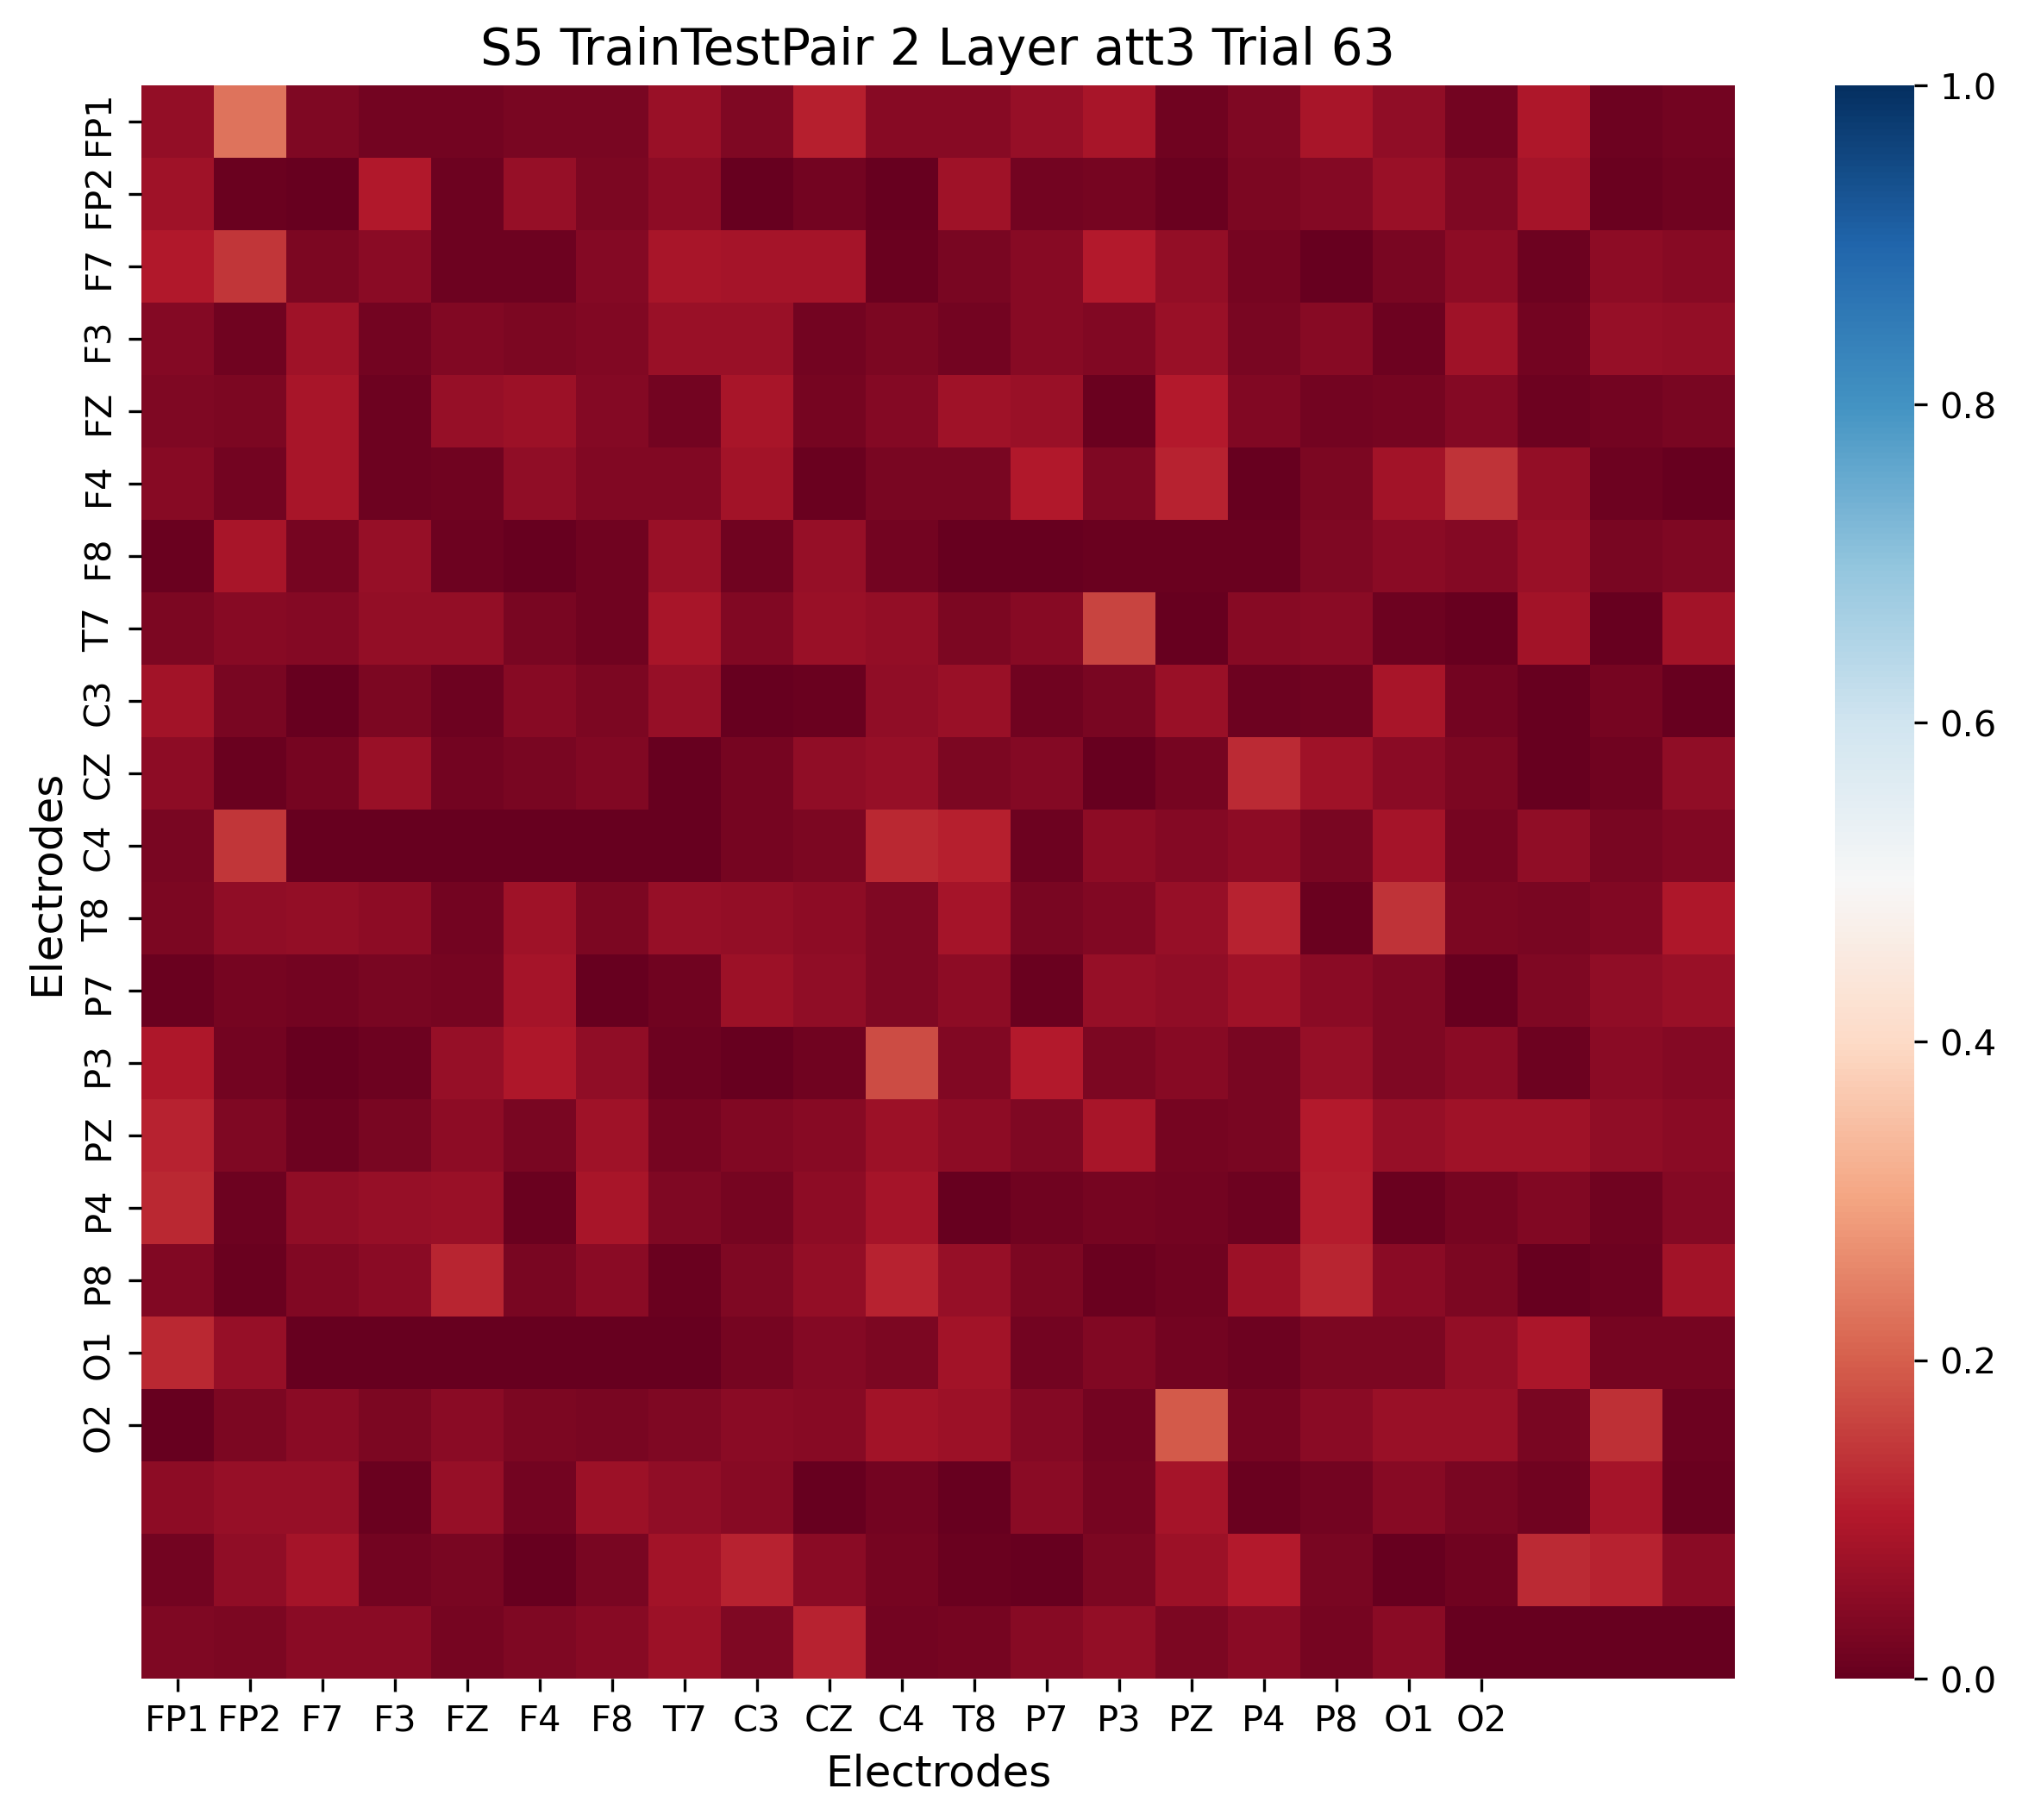 S5 TrainTestPair 2 Layer att3 Trial 63
Electrodes
FP1
FP2
F7
F3
FZ
F4
F8
T7
C3
CZ
C4
T8
P7
P3
PZ
P4
P8
O1
O2
FP1 FP2 F7 F3 FZ F4 F8 T7 C3 CZ C4 T8 P7 P3 PZ P4 P8 O1 O2
Electrodes
1.0
0.8
0.6
0.4
0.2
0.0